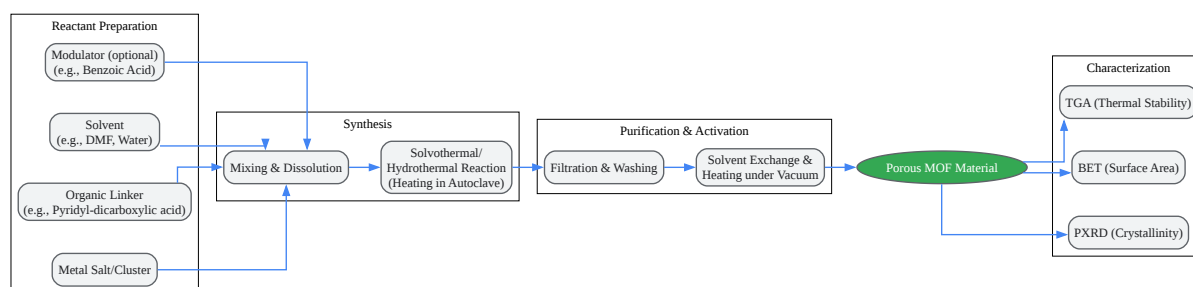 Reactant Preparation
Modulator (optional)
(e.g., Benzoic Acid)
Solvent
(e.g., DMF, Water)
Organic Linker
(e.g., Pyridyl-dicarboxylic acid)
Metal Salt/Cluster
Synthesis
Mixing & Dissolution
Solvothermal/
Hydrothermal Reaction
(Heating in Autoclave)
Purification & Activation
Filtration & Washing
Solvent Exchange &
Heating under Vacuum
Porous MOF Material
Characterization
TGA (Thermal Stability)
BET (Surface Area)
PXRD (Crystallinity)